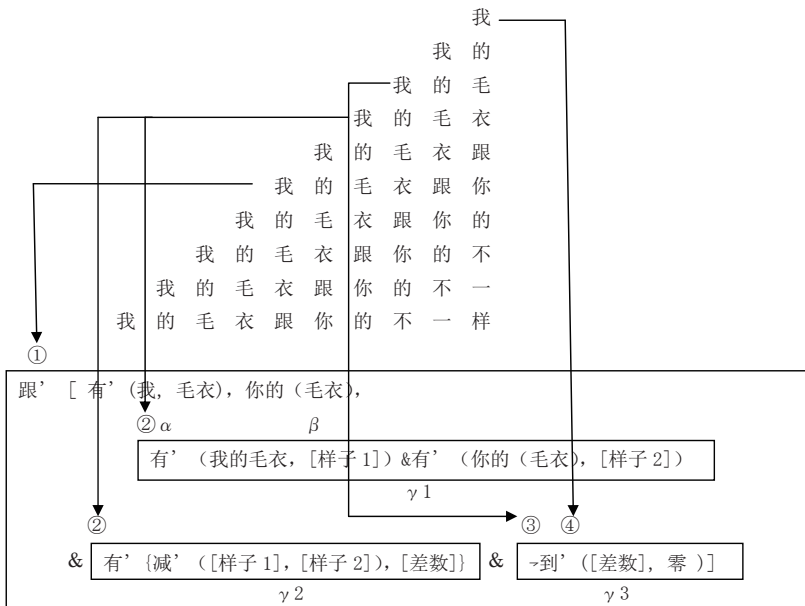 我
我 的
我 的 毛
我 的 毛 衣
我 的 毛 衣 跟
我 的 毛 衣 跟 你
我 的 毛 衣 跟 你 的
我 的 毛 衣 跟 你 的 不
我 的 毛 衣 跟 你 的 不 一
我 的 毛 衣 跟 你 的 不 一 样
①
跟’ [ 有’(我, 毛衣), 你的（毛衣),
②α β
有’（我的毛衣, [样子 1])&有’（你的（毛衣), [样子 2])
γ1
② ③ ④
& 有’{减’（[样子 1], [样子 2]), [差数]} & ¬到’([差数], 零 )]
γ2 γ3